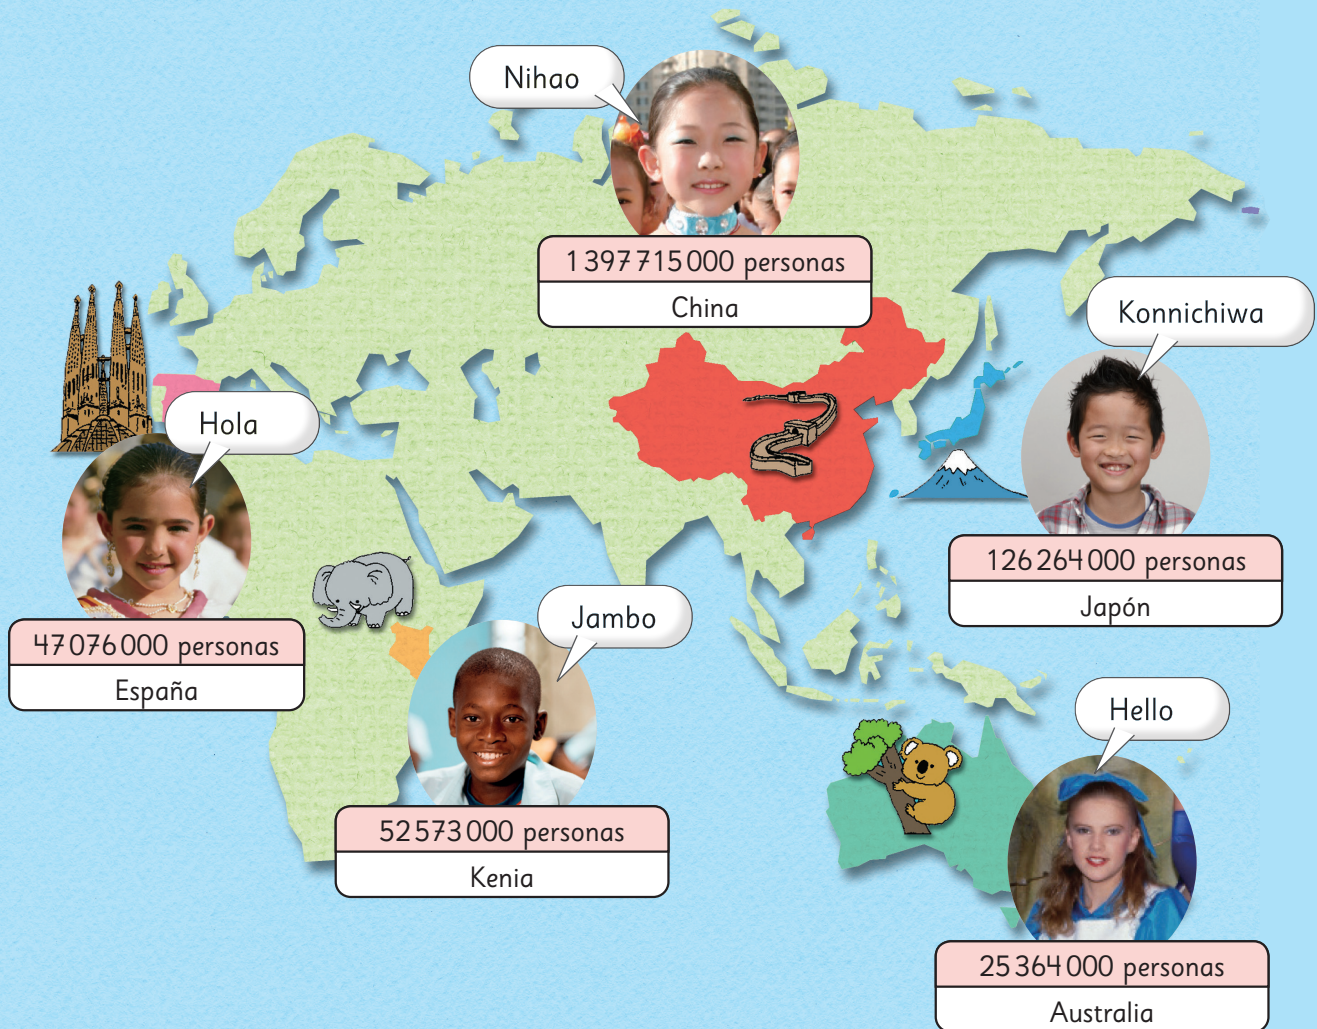 Nihao
1 397 715 000 personas
China
Konnichiwa
126 264 000 personas
Japón
Hola
47 076 000 personas
España
Jambo
52 573 000 personas
Kenia
Hello
25 364 000 personas
Australia